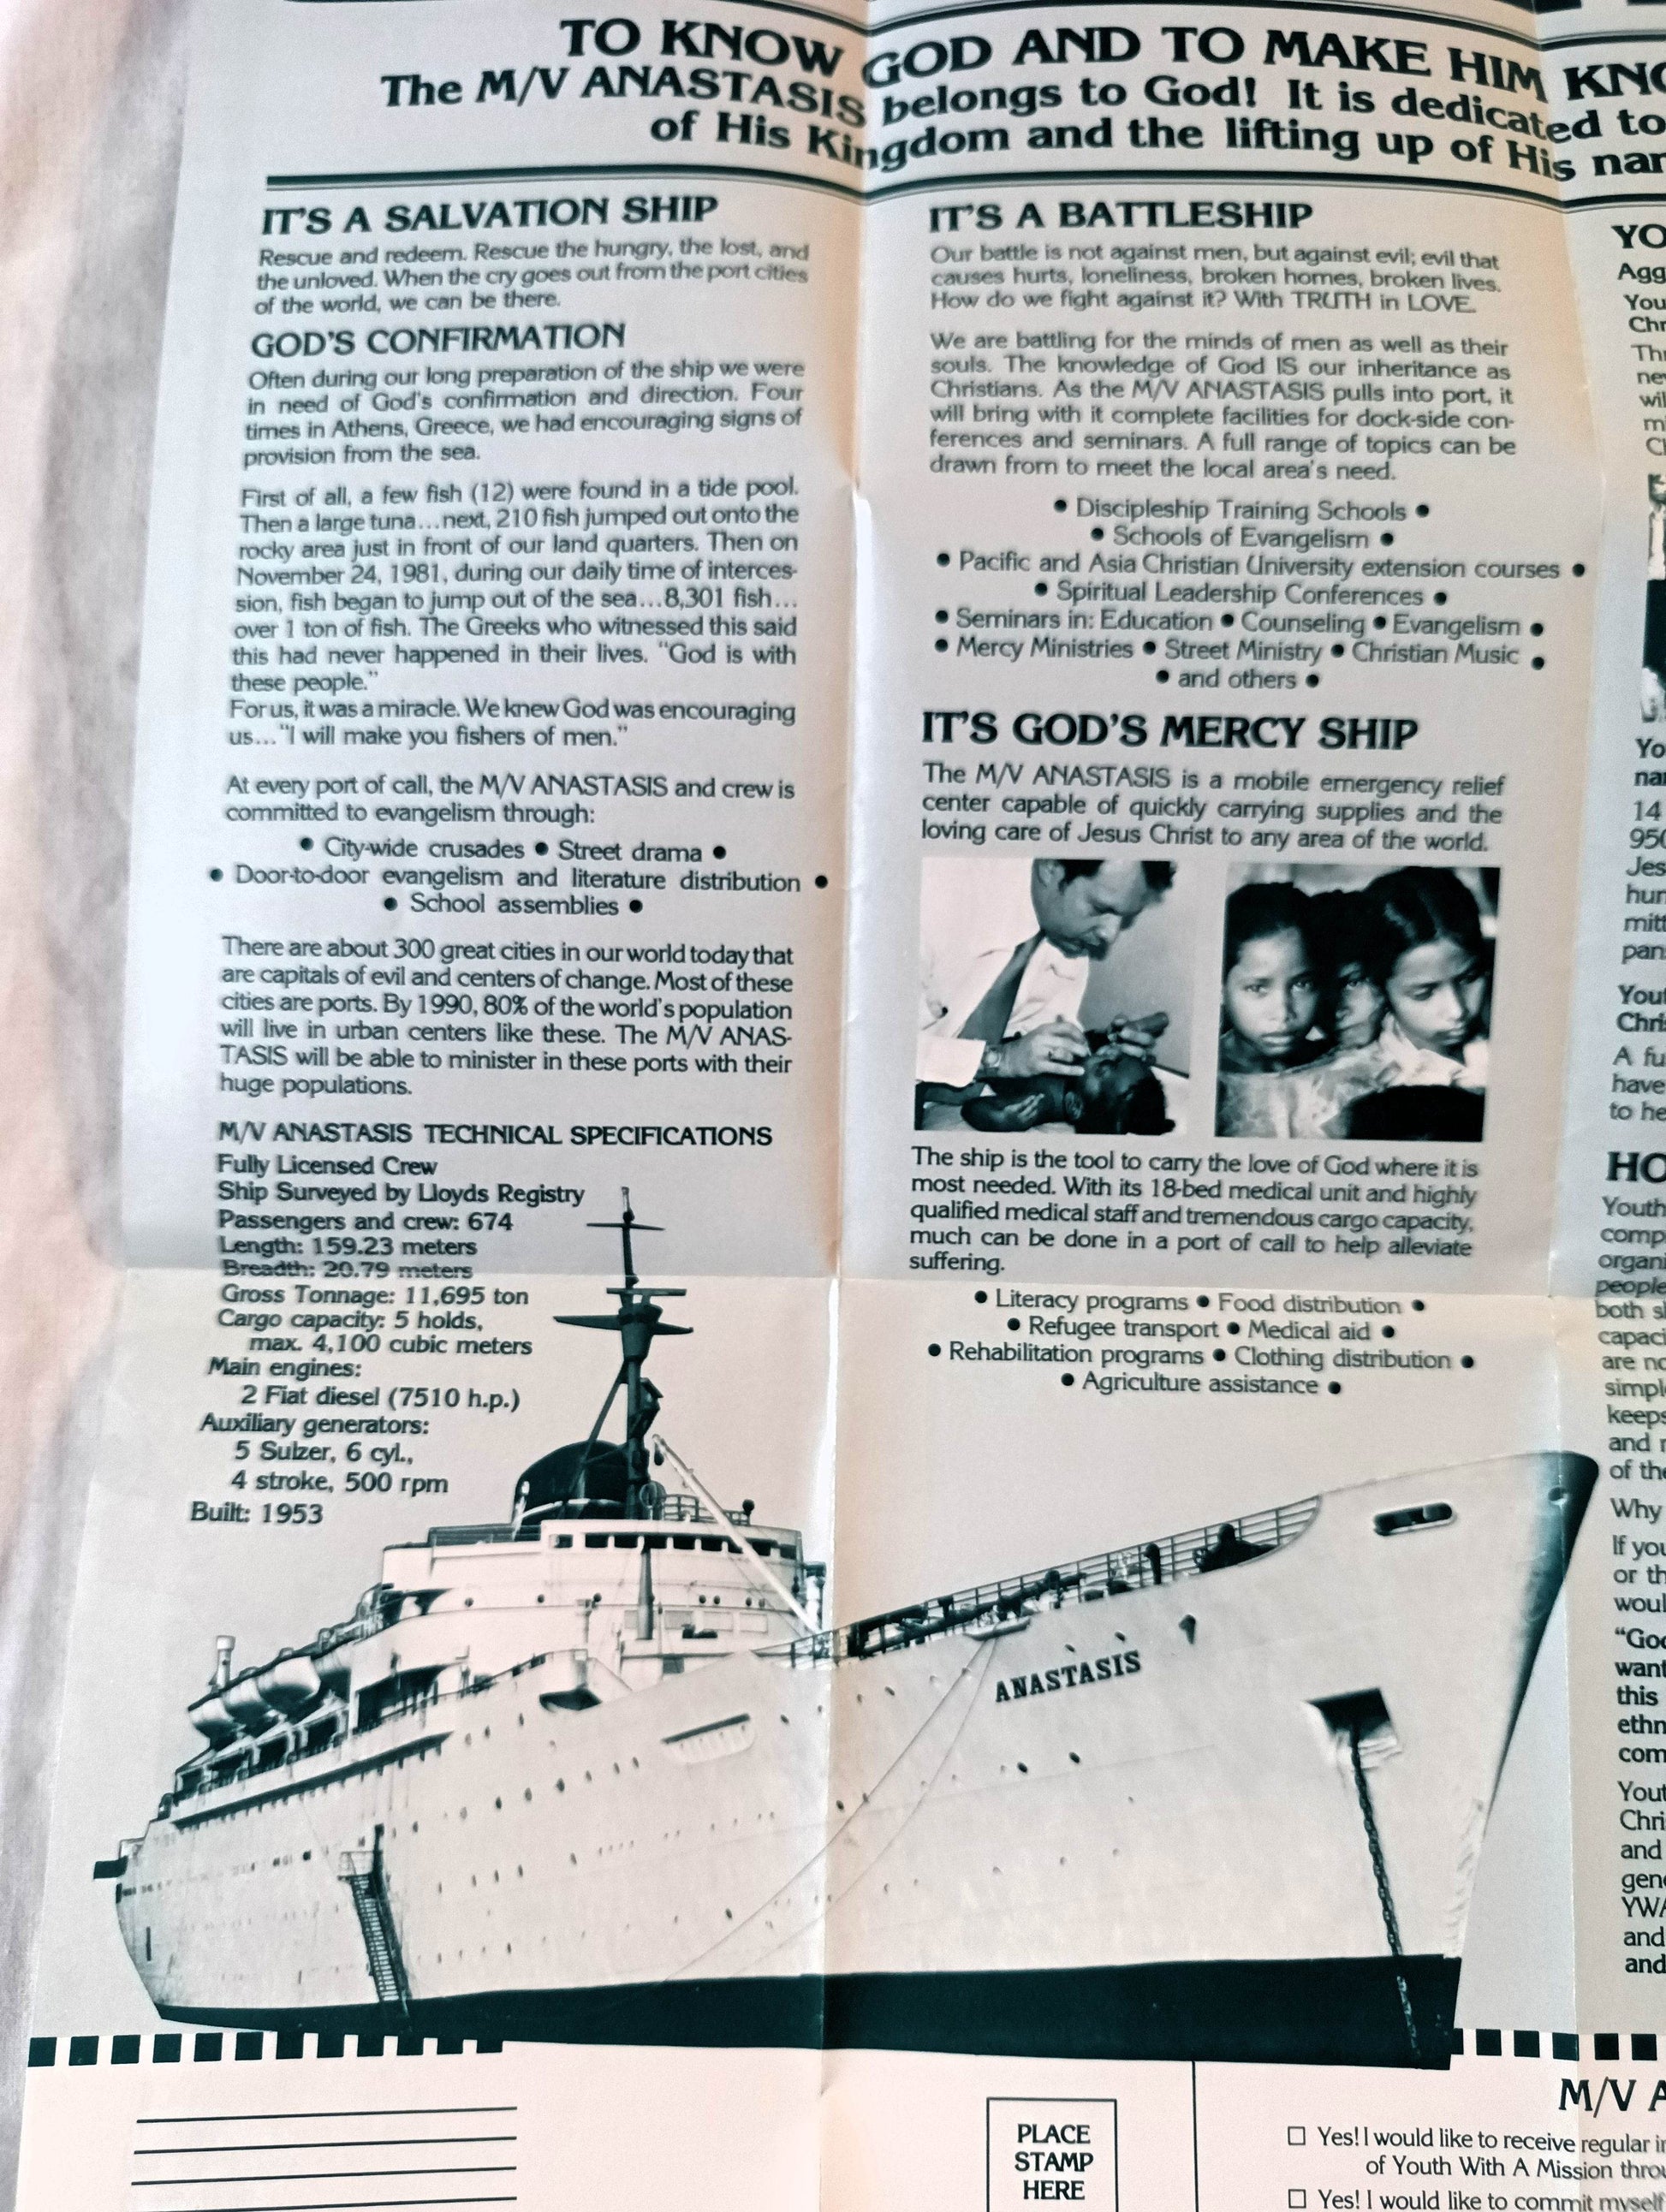 TO KNOW GOD AND TO MAKE HIM
The M/V ANASTASIS belongs to God! It is dedicated to
of His Kingdom and the lifting up of His
IT'S A SALVATION SHIP
Rescue and redeem. Rescue the hungry, the lost, and
the unloved. When the cry goes out from the port cities
of the world, we can be there.
GOD'S CONFIRMATION
Often during our long preparation of the ship we were
in need of God's confirmation and direction. Four
times in Athens, Greece, we had encouraging signs of
provision from the sea.
First of all, a few fish (12) were found in a tide pool.
Then a large tuna...next, 210 fish jumped out onto the
rocky area just in front of our land quarters. Then on
November 24, 1981, during our daily time of interces-
sion, fish began to jump out of the sea...8,301 fish...
over 1 ton of fish. The Greeks who witnessed this said
this had never happened in their lives. "God is with
these people."
For us, it was a miracle. We knew God was encouraging
us..."I will make you fishers of men."
At every port of call, the M/V ANASTASIS and crew is
committed to evangelism through:
• City-wide crusades • Street drama •
• Door-to-door evangelism and literature distribution •
• School assemblies •
There are about 300 great cities in our world today that
are capitals of evil and centers of change. Most of these
cities are ports. By 1990, 80% of the world's population
will live in urban centers like these. The M/V ANAS-
TASIS will be able to minister in these ports with their
huge populations.
M/V ANASTASIS TECHNICAL SPECIFICATIONS
Fully Licensed Crew
Ship Surveyed by Lloyds Registry
Passengers and crew: 674
Length: 159.23 meters
Breadth: 20.79 meters
Gross Tonnage: 11,695 ton
Cargo capacity: 5 holds,
max. 4,100 cubic meters
Main engines:
2 Fiat diesel (7510 h.p.)
Auxiliary generators:
5 Sulzer, 6 cyl.,
4 stroke, 500 rpm
Built: 1953
IT'S A BATTLESHIP
Our battle is not against men, but against evil; evil that
causes hurts, loneliness, broken homes, broken lives.
How do we fight against it? With TRUTH in LOVE.
We are battling for the minds of men as well as their
souls. The knowledge of God IS our inheritance as
Christians. As the M/V ANASTASIS pulls into port, it
will bring with it complete facilities for dock-side con-
ferences and seminars. A full range of topics can be
drawn from to meet the local area's need.
• Discipleship Training Schools •
• Schools of Evangelism •
• Pacific and Asia Christian University extension courses •
• Spiritual Leadership Conferences •
• Seminars in: Education • Counseling • Evangelism •
• Mercy Ministries • Street Ministry • Christian Music •
• and others •
IT'S GOD'S MERCY SHIP
The M/V ANASTASIS is a mobile emergency relief
center capable of quickly carrying supplies and the
loving care of Jesus Christ to any area of the world.
The ship is the tool to carry the love of God where it is
most needed. With its 18-bed medical unit and highly
qualified medical staff and tremendous cargo capacity,
much can be done in a port of call to help alleviate
suffering.
• Literacy programs • Food distribution •
• Refugee transport • Medical aid •
• Rehabilitation programs • Clothing distribution •
• Agriculture assistance •
ANASTASIS
14
A
have
to
both
are
keeps
and
of
Why
If
or
want
this
and
and
and
PLACE
STAMP
HERE
M/V
☐ Yes! I would like to receive regular
of Youth With A Mission
☐ Yes! I would like to commit myself